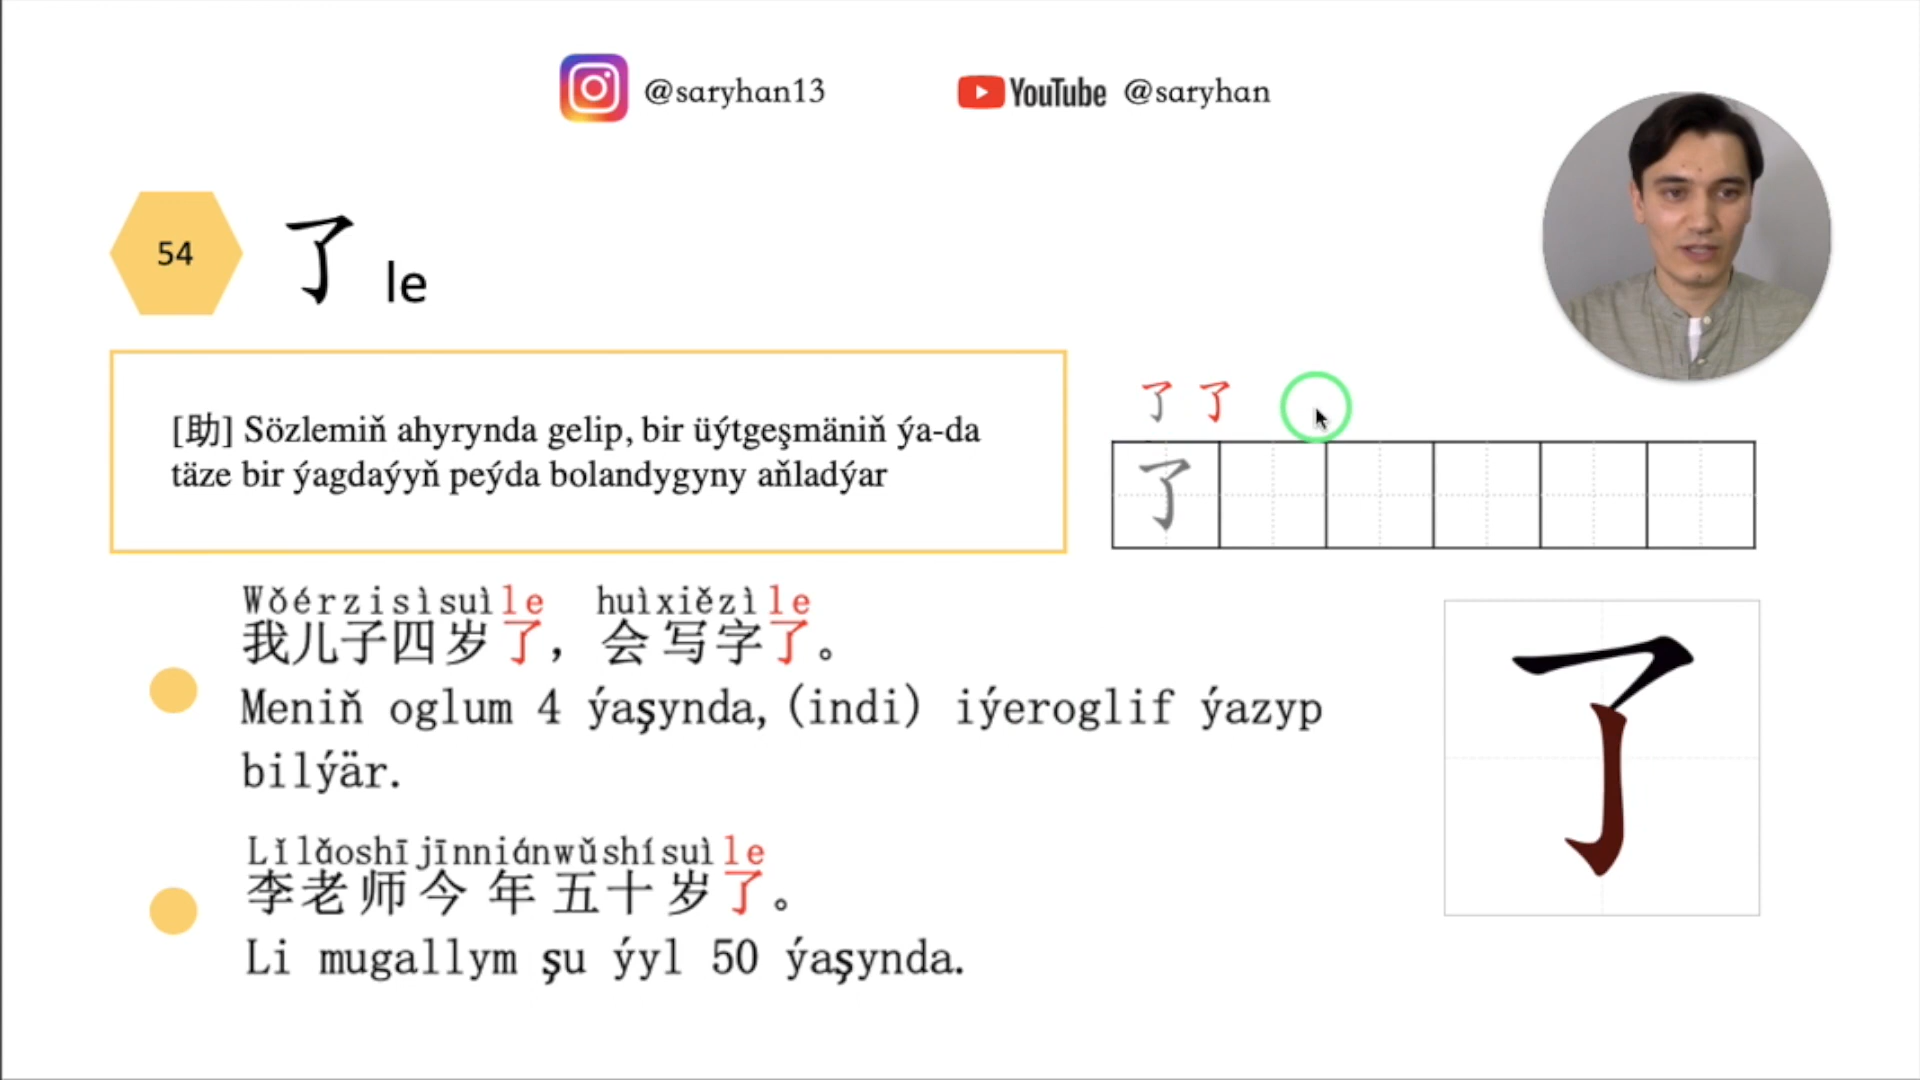 @saryhan13
YouTube @saryhan
54
了 le
[助] Sözlemiň ahyrynda gelip, bir üýtgeşmäniň ýa-da
täze bir ýagdaýyň peýda bolandygyny aňladýar
了 了
了
Wǒérzisìsuìle huìxiězìle
我儿子四岁了，会写字了。
Meniň oglum 4 ýaşynda,(indi) iýeroglif ýazyp
bilýär.
了
Lǐlǎoshījīnniánwǔshísuìle
李老师今年五十岁了。
Li mugallym şu ýyl 50 ýaşynda.